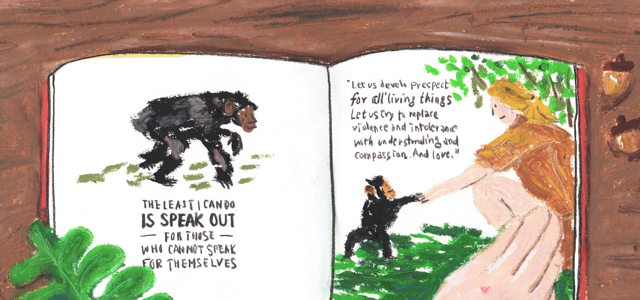 THE LEAST I CAN DO
IS SPEAK OUT
— FOR THOSE —
WHO CANNOT SPEAK
FOR THEMSELVES
"Let us develo prespect
for all living things
Let us try to replace
violence and intolerance
with understanding and
compassion. And love."